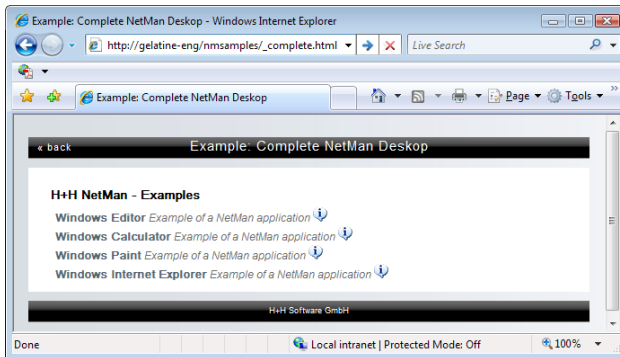 Example: Complete NetMan Deskop - Windows Internet Explorer
http://gelatine-eng/nmsamples/_complete.html
Live Search
Example: Complete NetMan Deskop
Page
Tools
« back
Example: Complete NetMan Deskop
H+H NetMan - Examples
Windows Editor Example of a NetMan application
Windows Calculator Example of a NetMan application
Windows Paint Example of a NetMan application
Windows Internet Explorer Example of a NetMan application
H+H Software GmbH
Done
Local intranet | Protected Mode: Off
100%